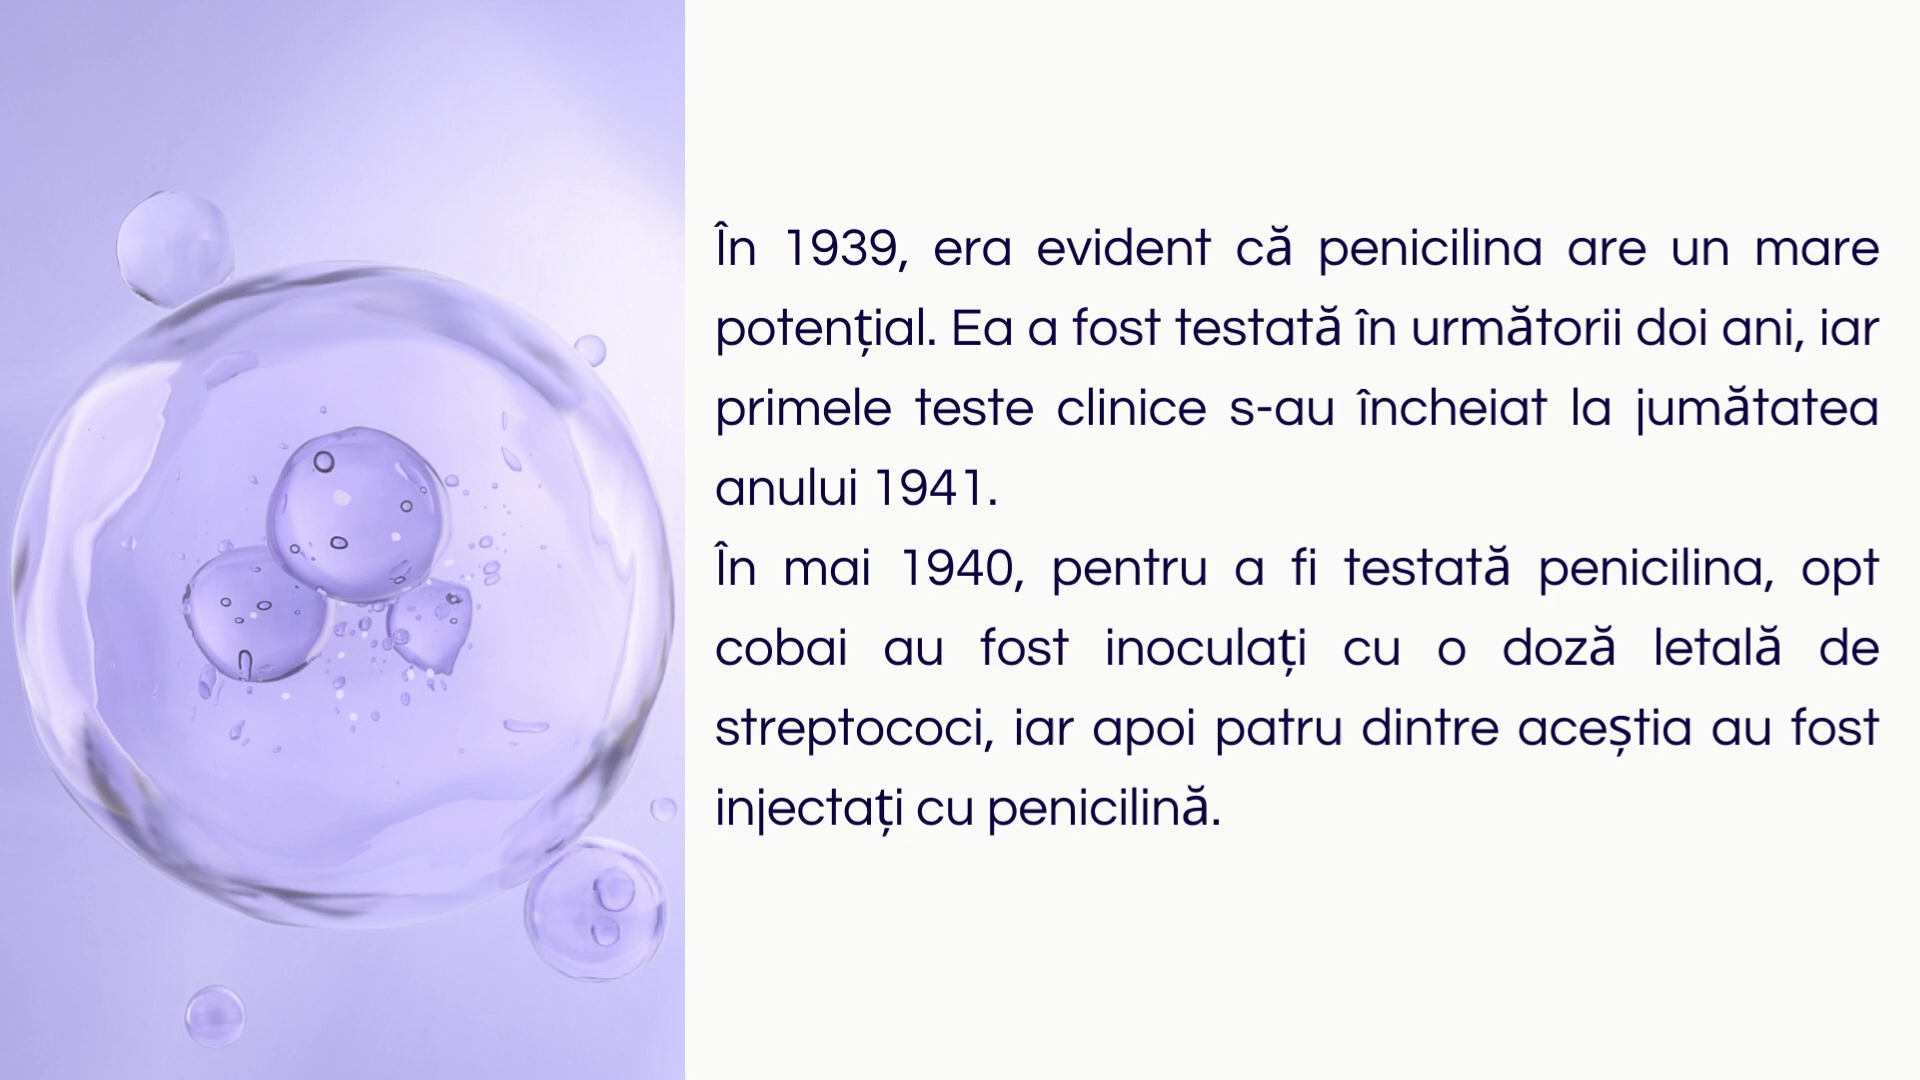 În 1939, era evident că penicilina are un mare
potențial. Ea a fost testată în următorii doi ani, iar
primele teste clinice s-au încheiat la jumătatea
anului 1941.
În mai 1940, pentru a fi testată penicilina, opt
cobai au fost inoculați cu o doză letală de
streptococi, iar apoi patru dintre aceștia au fost
injectați cu penicilină.